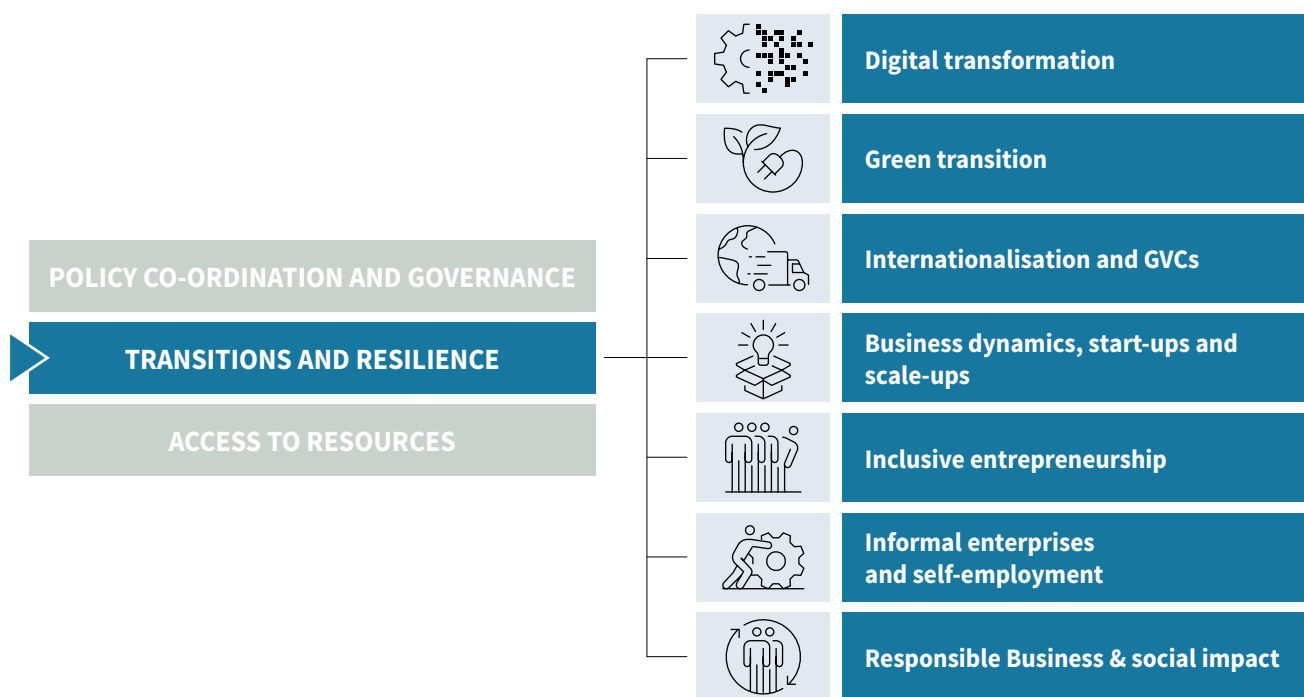 POLICY CO-ORDINATION AND GOVERNANCE
TRANSITIONS AND RESILIENCE
ACCESS TO RESOURCES
Digital transformation
Green transition
Internationalisation and GVCs
Business dynamics, start-ups and
scale-ups
Inclusive entrepreneurship
Informal enterprises
and self-employment
Responsible Business & social impact